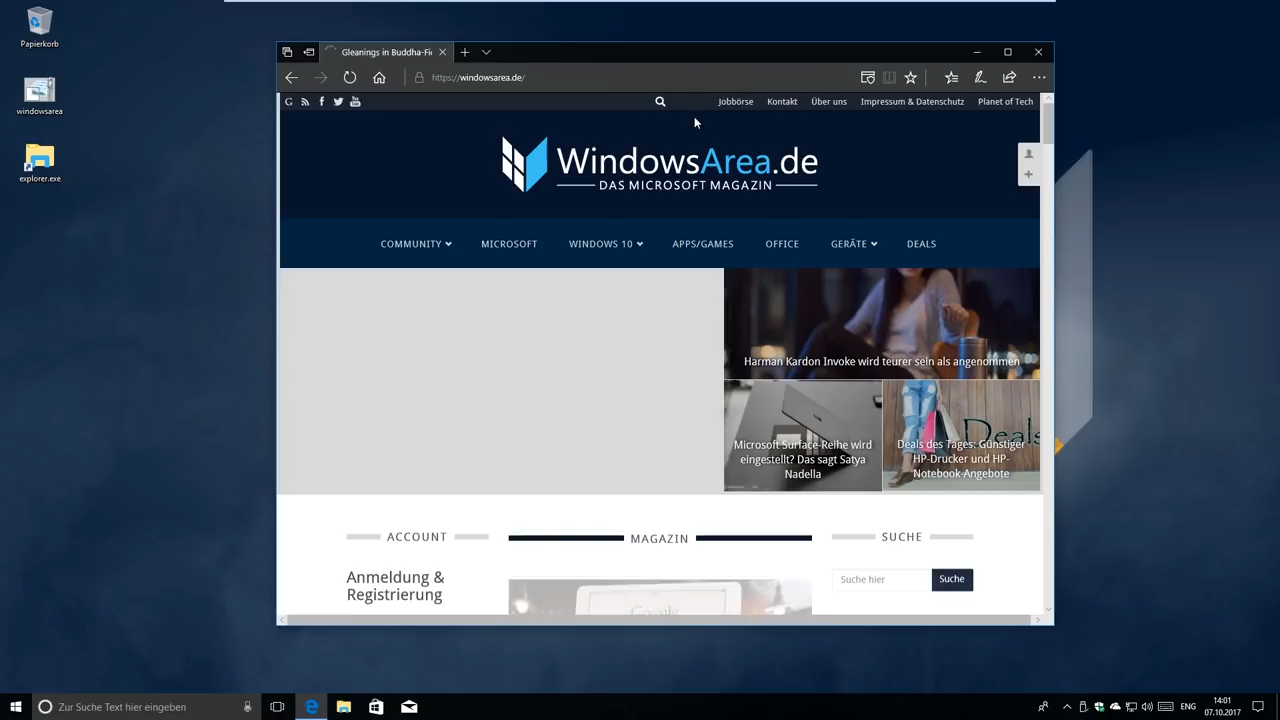 Papierkorb
windowsarea
explorer.exe
Gleanings in Buddha-Fi
https://windowsarea.de/
Jobbörse Kontakt Über uns Impressum & Datenschutz Planet of Tech
WindowsArea.de
DAS MICROSOFT MAGAZIN
COMMUNITY MICROSOFT WINDOWS 10 APPS/GAMES OFFICE GERÄTE DEALS
Harman Kardon Invoke wird teurer sein als angenommen
Microsoft Surface-Reihe wird
eingestellt? Das sagt Satya
Nadella
Deals
Deals des Tages: Günstiger
HP-Drucker und HP-
Notebook-Angebote
ACCOUNT
Anmeldung &
Registrierung
MAGAZIN
Google
SUCHE
Suche hier
Suche
Zur Suche Text hier eingeben
ENG
14:01
07.10.2017